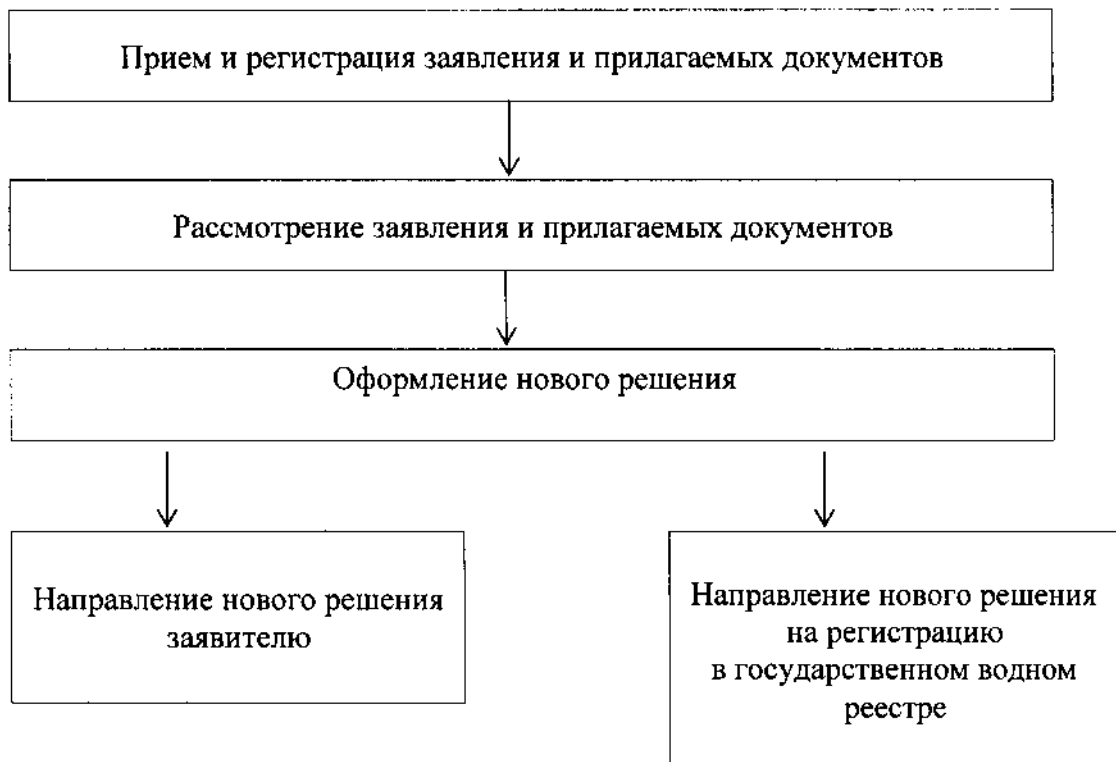 Прием и регистрация заявления и прилагаемых документов
Рассмотрение заявления и прилагаемых документов
Оформление нового решения
Направление нового решения
заявителю
Направление нового решения
на регистрацию
в государственном водном
реестре